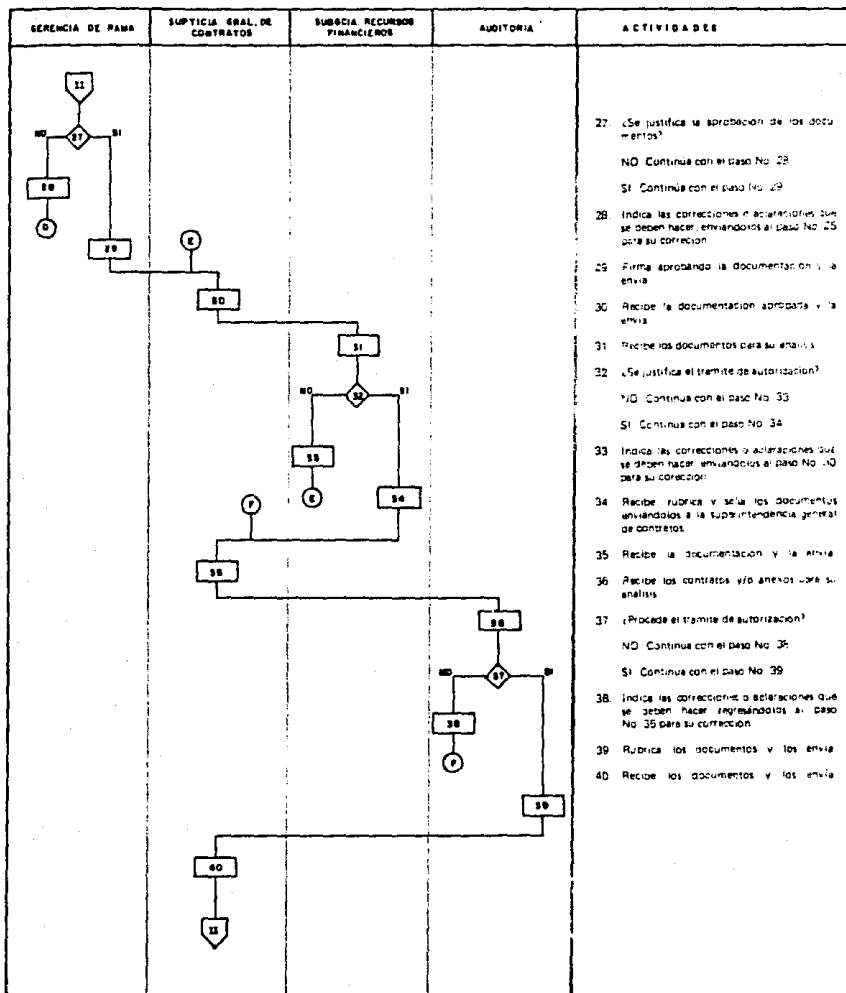 GERENCIA DE RAMA
SUPTICIA GRAL. DE
CONTRATOS
SUBGCIA. RECURSOS
FINANCIEROS
AUDITORIA
ACTIVIDADES
II
27
NO
SI
28
D
29
E
30
31
32
NO
SI
33
E
34
F
35
36
37
NO
SI
38
F
39
40
II
27. ¿Se justifica la aprobación de los docu
mentos?
NO Continúa con el paso No. 28
SI Continúa con el paso No. 29
28. Indica las correcciones o aclaraciones que
se deben hacer, enviándolos al paso No. 25
para su correción
29 Firma aprobando la documentación y la
envía
30 Recibe la documentación aprobada y la
envía
31 Recibe los documentos para su análisis
32 ¿Se justifica el tramite de autorización?
NO Continúa con el paso No. 33
SI Continúa con el paso No. 34
33 Indica las correcciones o aclaraciones que
se deben hacer enviándolos al paso No. 30
para su corección
34 Recibe rúbrica y sella los documentos
enviándolos a la superintendencia general
de contratos
35 Recibe la documentación y la envía
36 Recibe los contratos y/o anexos para su
análisis
37 ¿Procede el tramite de autorización?
NO Continua con el paso No. 38
SI Continua con el paso No. 39
38. Indica las correcciones o aclaraciones que
se deben hacer regresándolos al paso
No. 35 para su corrección
39 Rubrica los documentos y los envía
40 Recibe los documentos y los envía